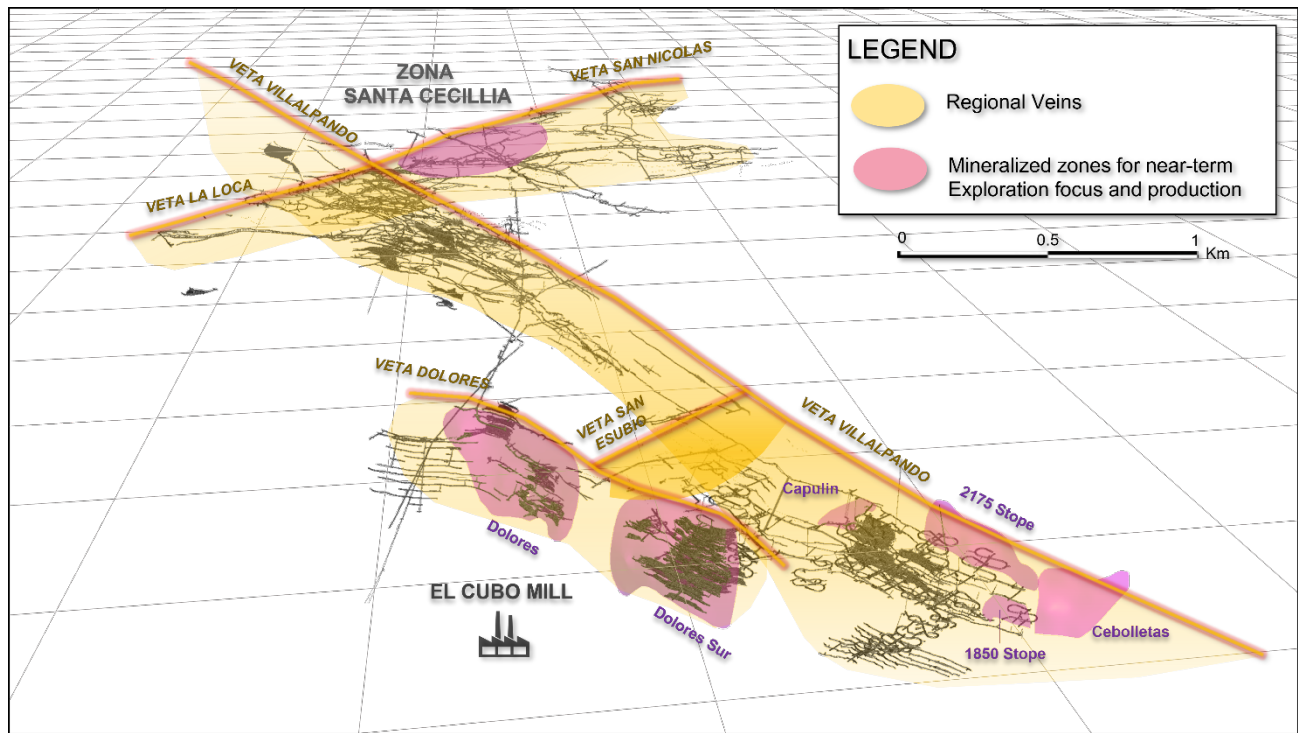 LEGEND
Regional Veins
Mineralized zones for near-term
Exploration focus and production
0 0.5 1
Km
VETA VILLALPANDO
ZONA
SANTA CECILLIA
VETA SAN NICOLAS
VETA LA LOCA
VETA DOLORES
VETA SAN
ESUBIO
VETA VILLALPANDO
Capulin
2175 Stope
Dolores
Dolores Sur
EL CUBO MILL
1850 Stope
Cebolletas